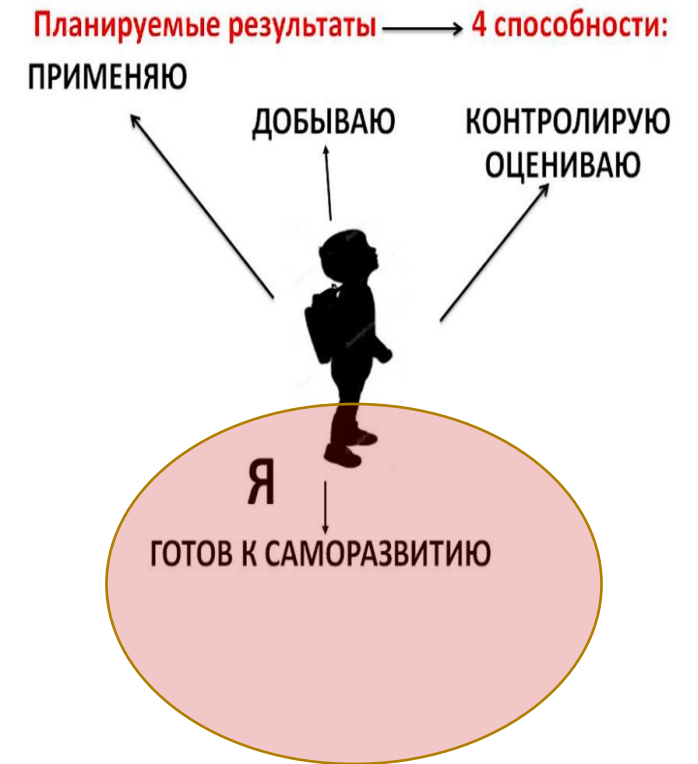 Планируемые результаты → 4 способности:
ПРИМЕНЯЮ
ДОБЫВАЮ
КОНТРОЛИРУЮ
ОЦЕНИВАЮ
Я
ГОТОВ К САМОРАЗВИТИЮ